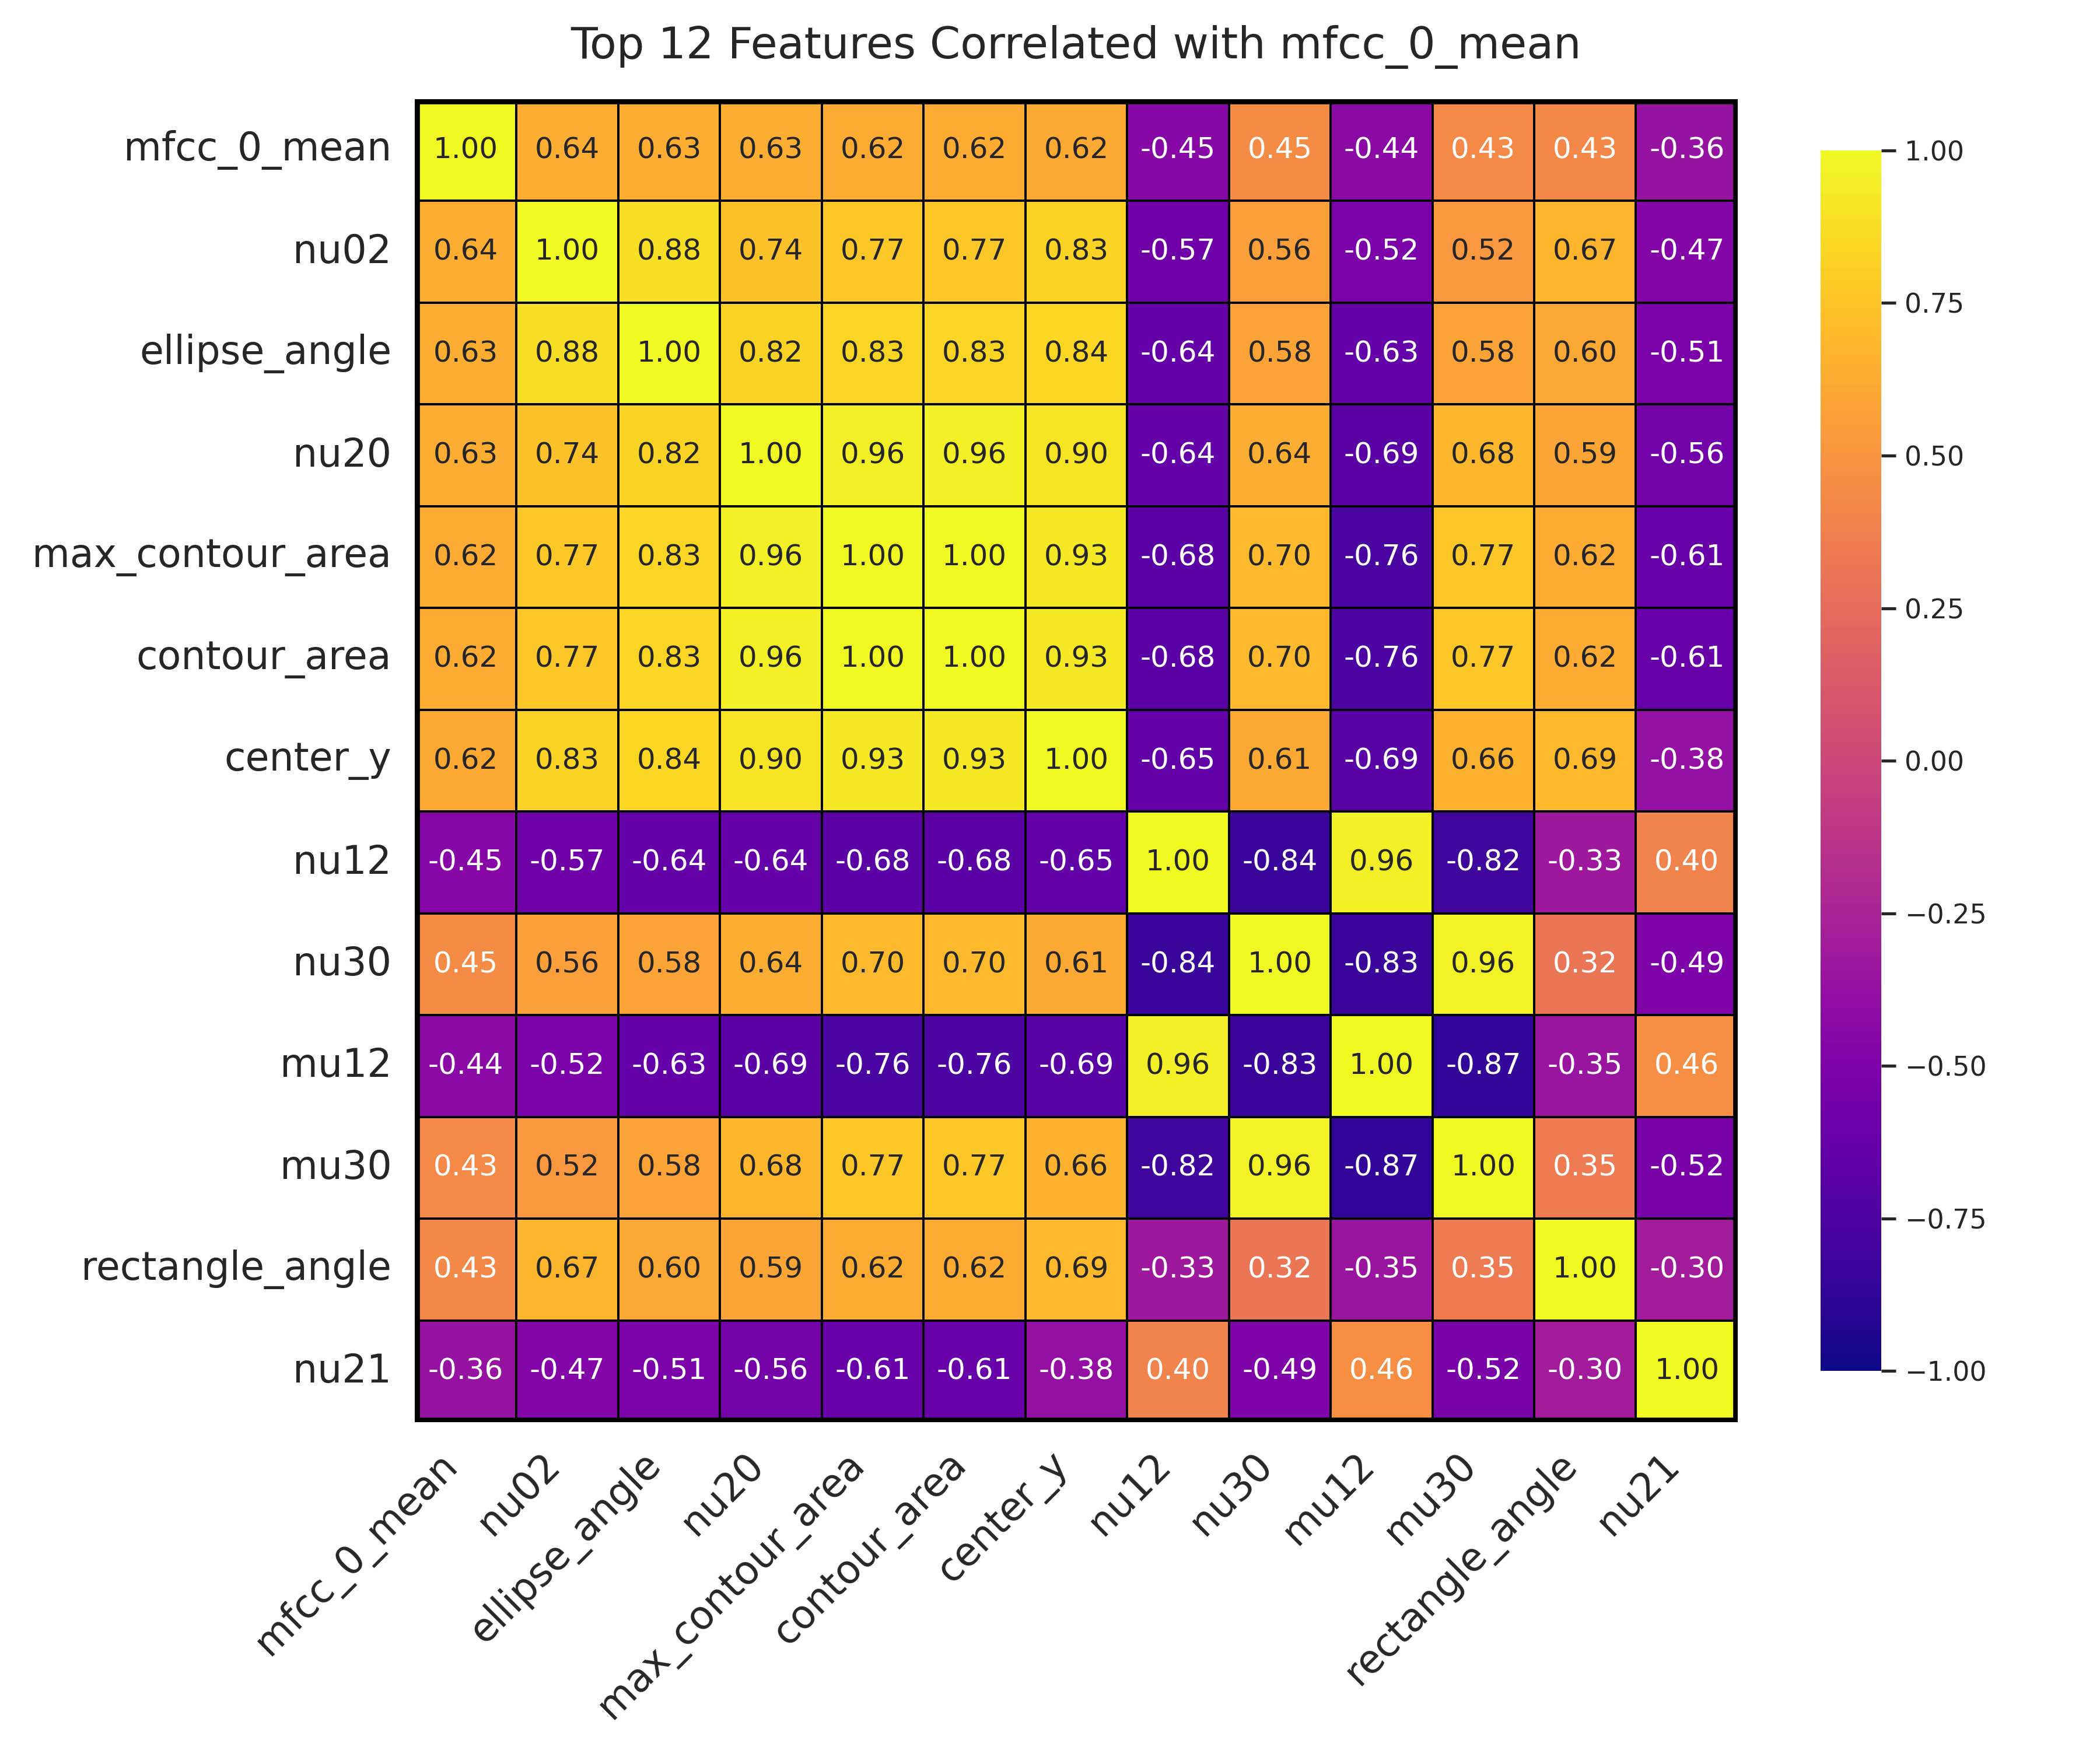 Top 12 Features Correlated with mfcc_0_mean
mfcc_0_mean 1.00 0.64 0.63 0.63 0.62 0.62 0.62 -0.45 0.45 -0.44 0.43 0.43 -0.36
nu02 0.64 1.00 0.88 0.74 0.77 0.77 0.83 -0.57 0.56 -0.52 0.52 0.67 -0.47
ellipse_angle 0.63 0.88 1.00 0.82 0.83 0.83 0.84 -0.64 0.58 -0.63 0.58 0.60 -0.51
nu20 0.63 0.74 0.82 1.00 0.96 0.96 0.90 -0.64 0.64 -0.69 0.68 0.59 -0.56
max_contour_area 0.62 0.77 0.83 0.96 1.00 1.00 0.93 -0.68 0.70 -0.76 0.77 0.62 -0.61
contour_area 0.62 0.77 0.83 0.96 1.00 1.00 0.93 -0.68 0.70 -0.76 0.77 0.62 -0.61
center_y 0.62 0.83 0.84 0.90 0.93 0.93 1.00 -0.65 0.61 -0.69 0.66 0.69 -0.38
nu12 -0.45 -0.57 -0.64 -0.64 -0.68 -0.68 -0.65 1.00 -0.84 0.96 -0.82 -0.33 0.40
nu30 0.45 0.56 0.58 0.64 0.70 0.70 0.61 -0.84 1.00 -0.83 0.96 0.32 -0.49
mu12 -0.44 -0.52 -0.63 -0.69 -0.76 -0.76 -0.69 0.96 -0.83 1.00 -0.87 -0.35 0.46
mu30 0.43 0.52 0.58 0.68 0.77 0.77 0.66 -0.82 0.96 -0.87 1.00 0.35 -0.52
rectangle_angle 0.43 0.67 0.60 0.59 0.62 0.62 0.69 -0.33 0.32 -0.35 0.35 1.00 -0.30
nu21 -0.36 -0.47 -0.51 -0.56 -0.61 -0.61 -0.38 0.40 -0.49 0.46 -0.52 -0.30 1.00
mfcc_0_mean nu02 ellipse_angle nu20 max_contour_area contour_area center_y nu12 nu30 mu12 mu30 rectangle_angle nu21
1.00
0.75
0.50
0.25
0.00
−0.25
−0.50
−0.75
−1.00